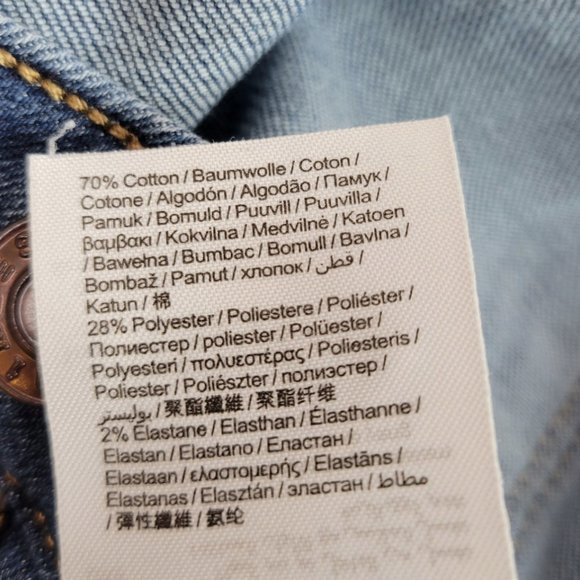 70% Cotton / Baumwolle / Coton /
Cotone / Algodón / Algodão / Памук /
Pamuk / Bomuld / Puuvill / Puuvilla /
βαμβακι / Kokvilna / Medvilnė / Katoen
/ Bawełna / Bumbac / Bomull / Bavlna /
Bombaž / Pamut / хлопок / قطن /
Katun / 棉
28% Polyester / Poliestere / Poliéster /
Полиестер / poliester / Polüester /
Polyesteri / πολυεστέρας / Poliesteris /
Poliester / Poliészter / полиэстер /
بوليستر / 聚酯纖維 / 聚酯纤维
2% Elastane / Elasthan / Élasthanne /
Elastan / Elastano / Еластан /
Elastaan / ελαστομερής / Elastāns /
Elastanas / Elasztán / эластан / مطاط /
/ 彈性纖維 / 氨纶